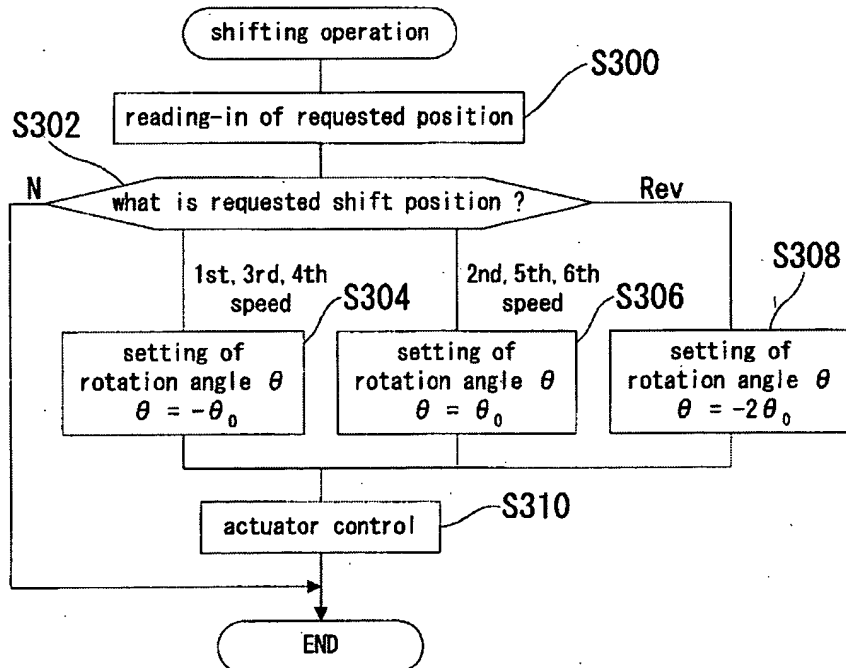 shifting operation
S300
reading-in of requested position
S302
N
what is requested shift position ?
Rev
1st, 3rd, 4th
speed
S304
2nd, 5th, 6th
speed
S306
S308
setting of
rotation angle θ
θ = -θ₀
setting of
rotation angle θ
θ = θ₀
setting of
rotation angle θ
θ = -2θ₀
actuator control
S310
END